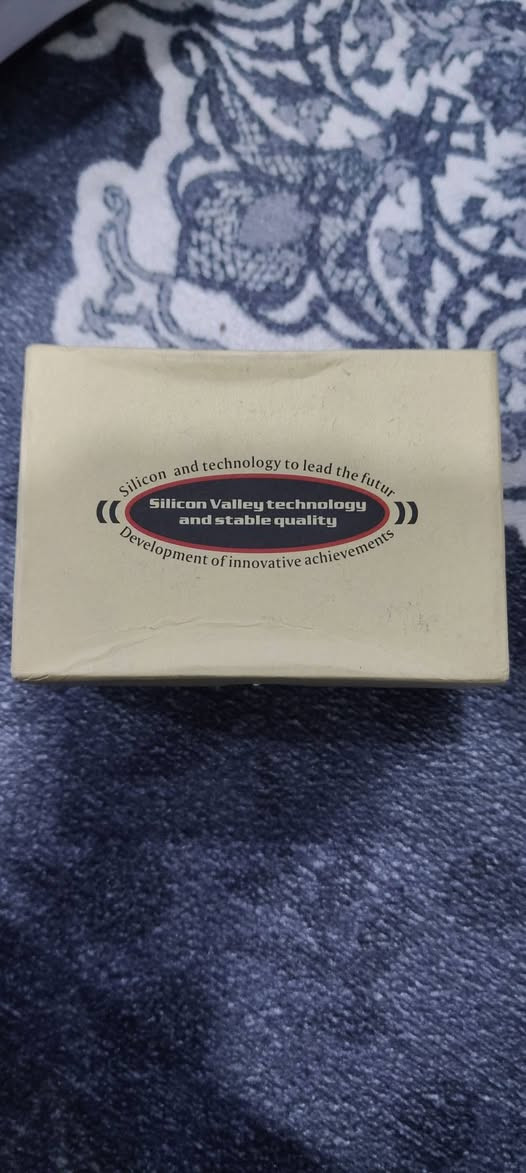 Silicon and technology to lead the futur
Silicon Valley technology
and stable quality
Development of innovative achievements